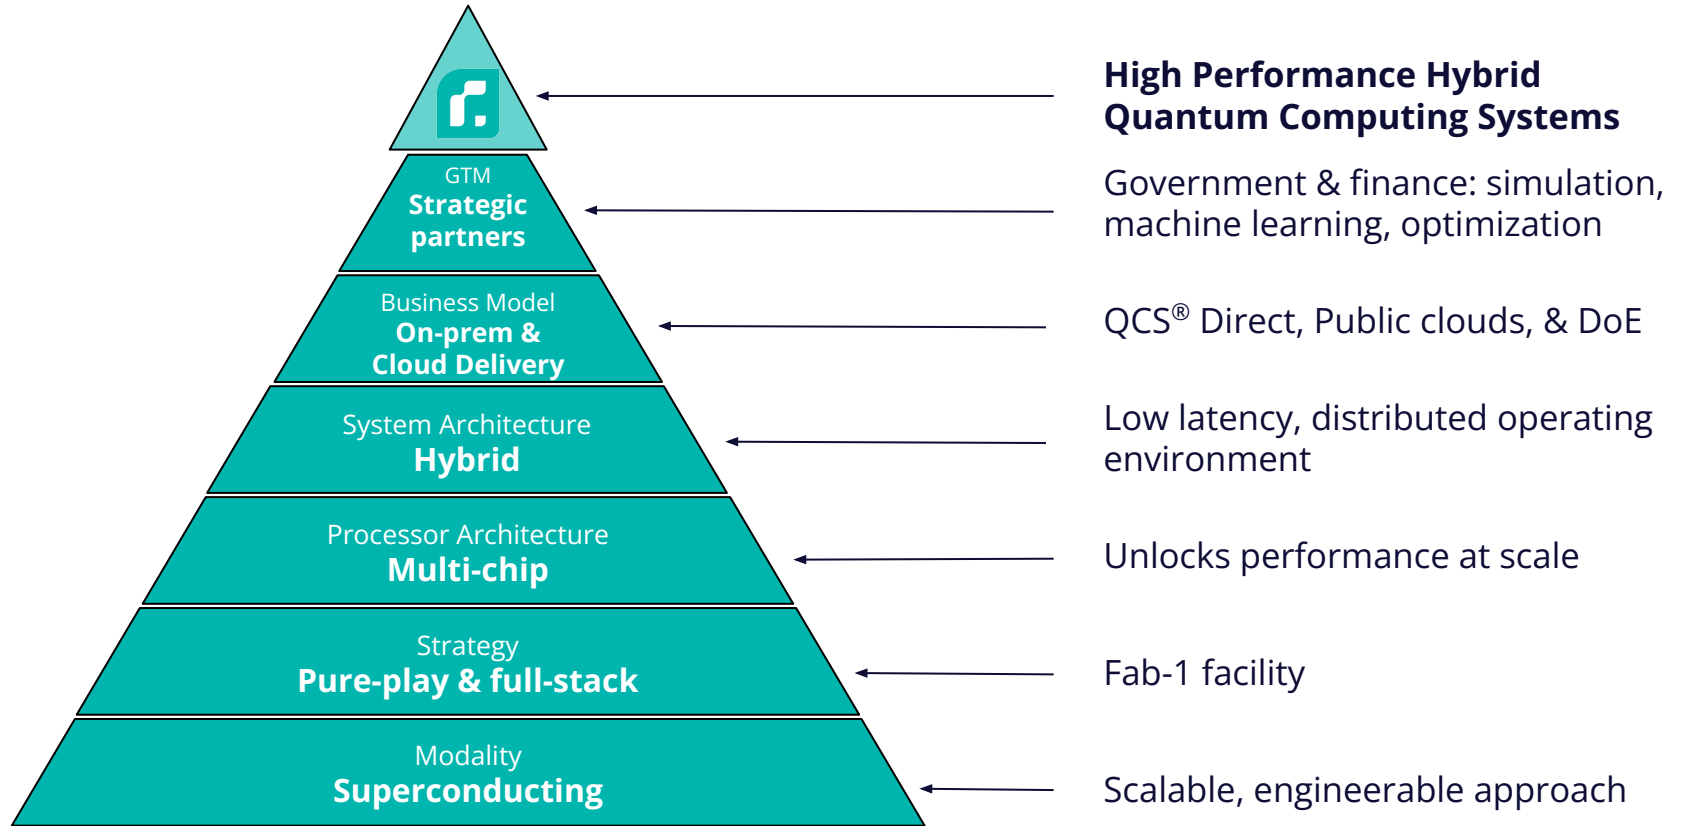 r.
High Performance Hybrid
Quantum Computing Systems
GTM
Strategic
partners
Government & finance: simulation,
machine learning, optimization
Business Model
On-prem &
Cloud Delivery
QCS® Direct, Public clouds, & DoE
System Architecture
Hybrid
Low latency, distributed operating
environment
Processor Architecture
Multi-chip
Unlocks performance at scale
Strategy
Pure-play & full-stack
Fab-1 facility
Modality
Superconducting
Scalable, engineerable approach